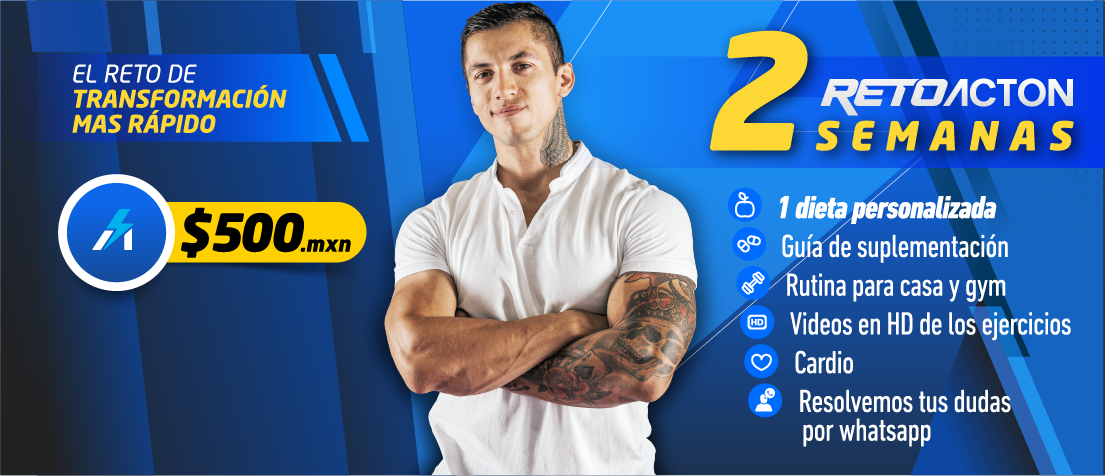 EL RETO DE
TRANSFORMACIÓN
MAS RÁPIDO
$500.mxn
2
RETOACTON
SEMANAS
1 dieta personalizada
Guía de suplementación
Rutina para casa y gym
HD
Videos en HD de los ejercicios
Cardio
Resolvemos tus dudas
por whatsapp